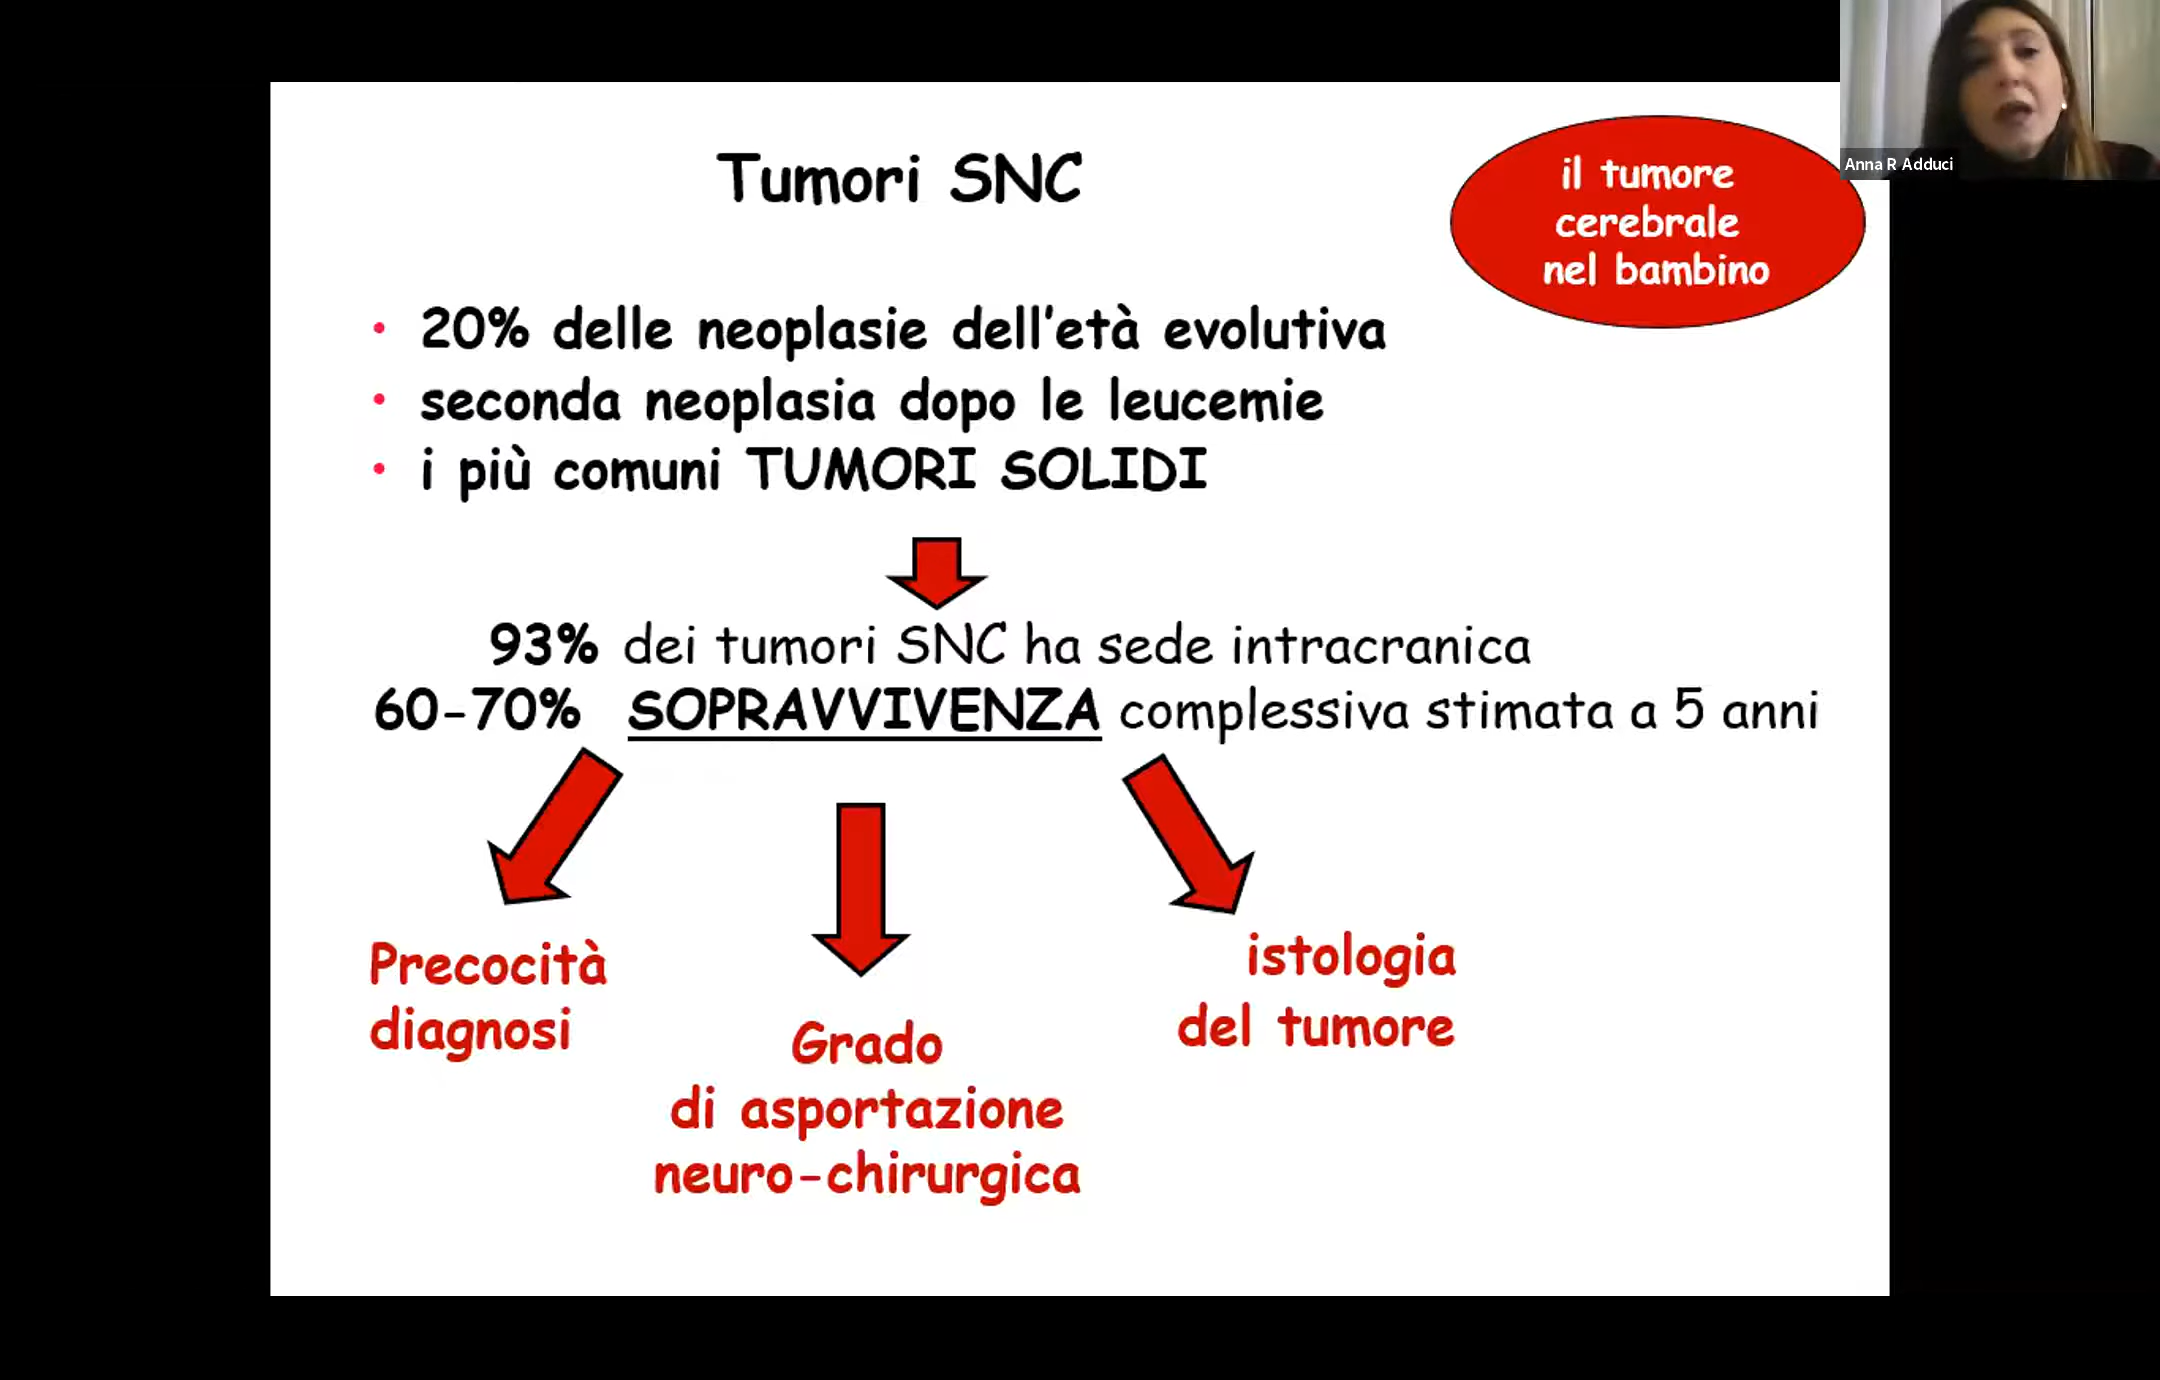 Tumori SNC
il tumore
cerebrale
nel bambino
Anna R Adduci
• 20% delle neoplasie dell'età evolutiva
• seconda neoplasia dopo le leucemie
• i più comuni TUMORI SOLIDI
93% dei tumori SNC ha sede intracranica
60-70% SOPRAVVIVENZA complessiva stimata a 5 anni
Precocità
diagnosi
Grado
di asportazione
neuro-chirurgica
istologia
del tumore